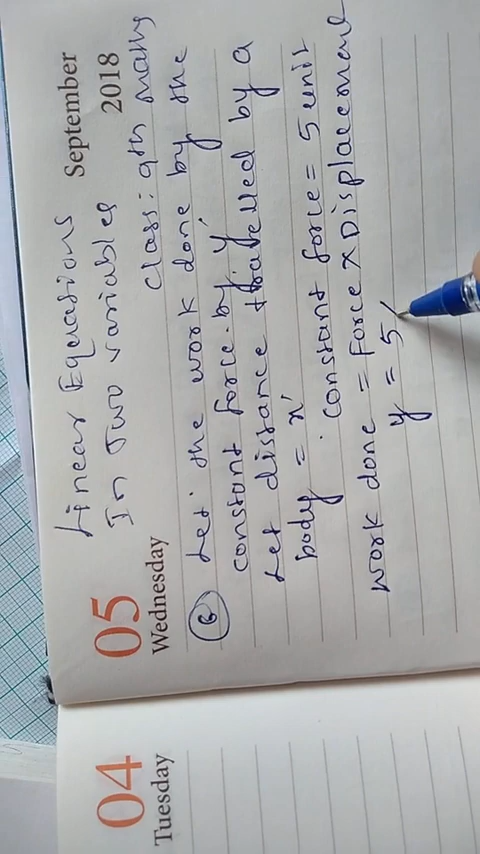 04
Tuesday
05
Wednesday
September
2018
Linear Equations
In Two Variables
Class: 9th maths
6 Let the work done by the
constant force by 'y'
Let distance travelled by a
body = 'x'
constant force = 5 unit
Work done = Force X Displacement
y = 5